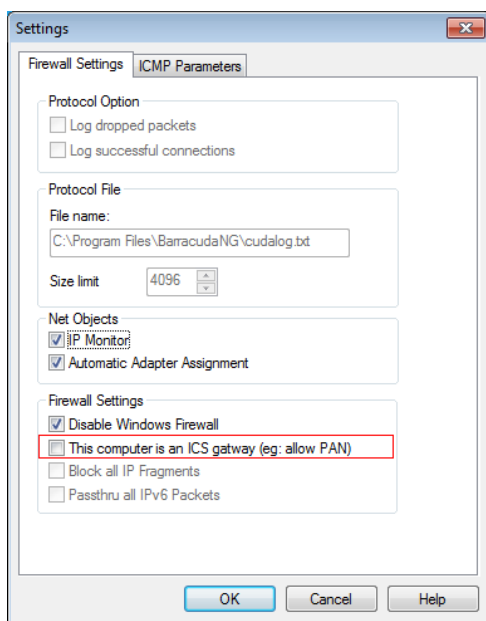 Settings
Firewall Settings
ICMP Parameters
Protocol Option
Log dropped packets
Log successful connections
Protocol File
File name:
C:\Program Files\BarracudaNG\cudalog.txt
Size limit
4096
Net Objects
IP Monitor
Automatic Adapter Assignment
Firewall Settings
Disable Windows Firewall
This computer is an ICS gatway (eg: allow PAN)
Block all IP Fragments
Passthru all IPv6 Packets
OK
Cancel
Help